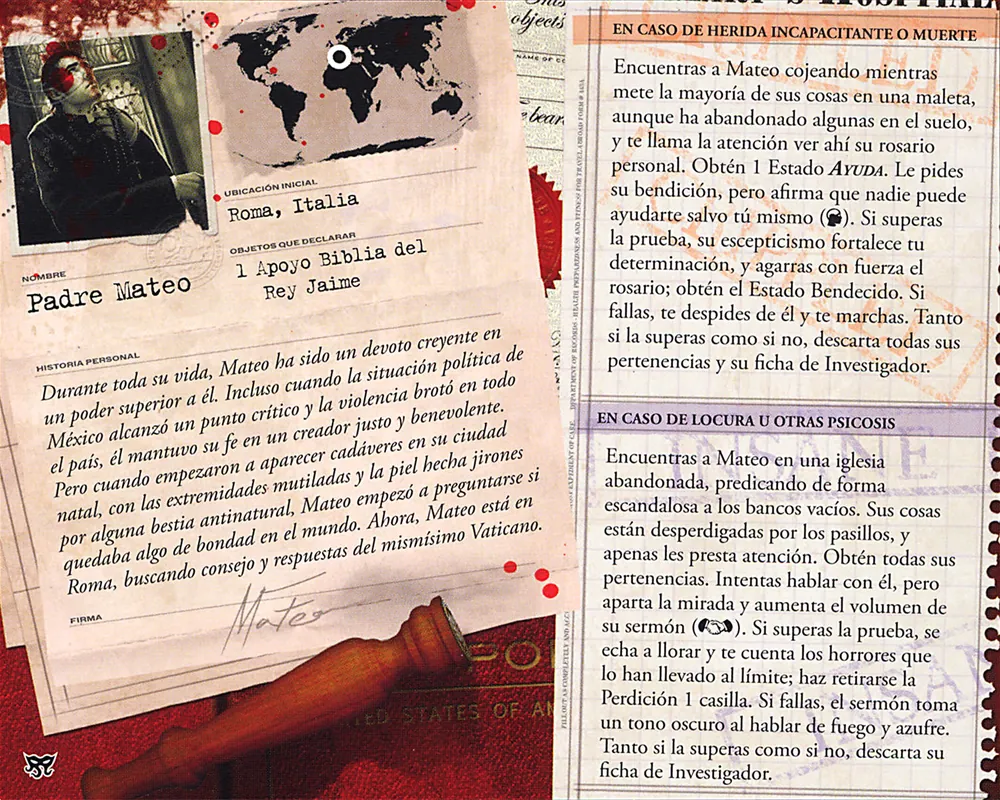 UBICACIÓN INICIAL
Roma, Italia
OBJETOS QUE DECLARAR
1 Apoyo Biblia del
Rey Jaime
NOMBRE
Padre Mateo
HISTORIA PERSONAL
Durante toda su vida, Mateo ha sido un devoto creyente en
un poder superior a él. Incluso cuando la situación política de
México alcanzó un punto crítico y la violencia brotó en todo
el país, él mantuvo su fe en un creador justo y benevolente.
Pero cuando empezaron a aparecer cadáveres en su ciudad
natal, con las extremidades mutiladas y la piel hecha jirones
por alguna bestia antinatural, Mateo empezó a preguntarse si
quedaba algo de bondad en el mundo. Ahora, Mateo está en
Roma, buscando consejo y respuestas del mismísimo Vaticano.
FIRMA
Mateo
STATES OF
EN CASO DE HERIDA INCAPACITANTE O MUERTE
Encuentras a Mateo cojeando mientras
mete la mayoría de sus cosas en una maleta,
aunque ha abandonado algunas en el suelo,
y te llama la atención ver ahí su rosario
personal. Obtén 1 Estado AYUDA. Le pides
su bendición, pero afirma que nadie puede
ayudarte salvo tú mismo ( ). Si superas
la prueba, su escepticismo fortalece tu
determinación, y agarras con fuerza el
rosario; obtén el Estado Bendecido. Si
fallas, te despides de él y te marchas. Tanto
si la superas como si no, descarta todas sus
pertenencias y su ficha de Investigador.
EN CASO DE LOCURA U OTRAS PSICOSIS
INSANE
Encuentras a Mateo en una iglesia
abandonada, predicando de forma
escandalosa a los bancos vacíos. Sus cosas
están desperdigadas por los pasillos, y
apenas les presta atención. Obtén todas sus
pertenencias. Intentas hablar con él, pero
aparta la mirada y aumenta el volumen de
su sermón ( ). Si superas la prueba, se
echa a llorar y te cuenta los horrores que
lo han llevado al límite; haz retirarse la
Perdición 1 casilla. Si fallas, el sermón toma
un tono oscuro al hablar de fuego y azufre.
Tanto si la superas como si no, descarta su
ficha de Investigador.